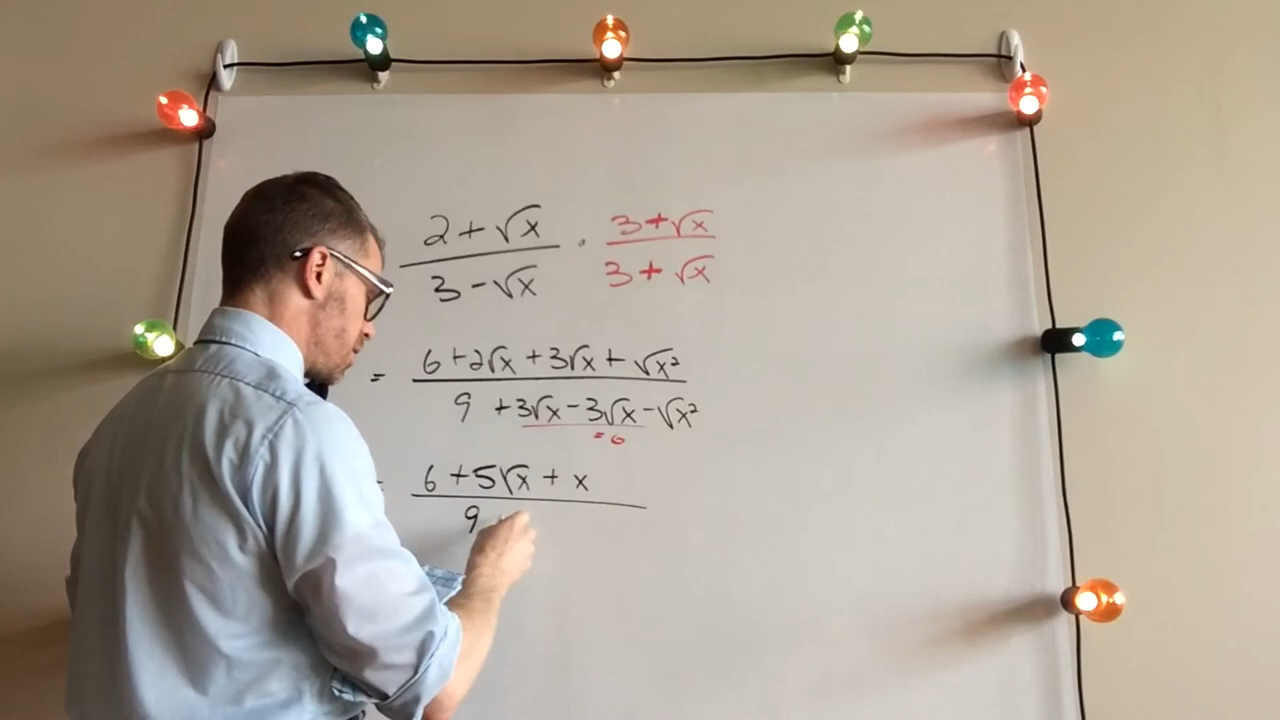 2+√x / 3-√x · 3+√x / 3+√x
= 6+2√x+3√x+√x² / 9+3√x-3√x-√x²
=0
= 6+5√x+x / 9